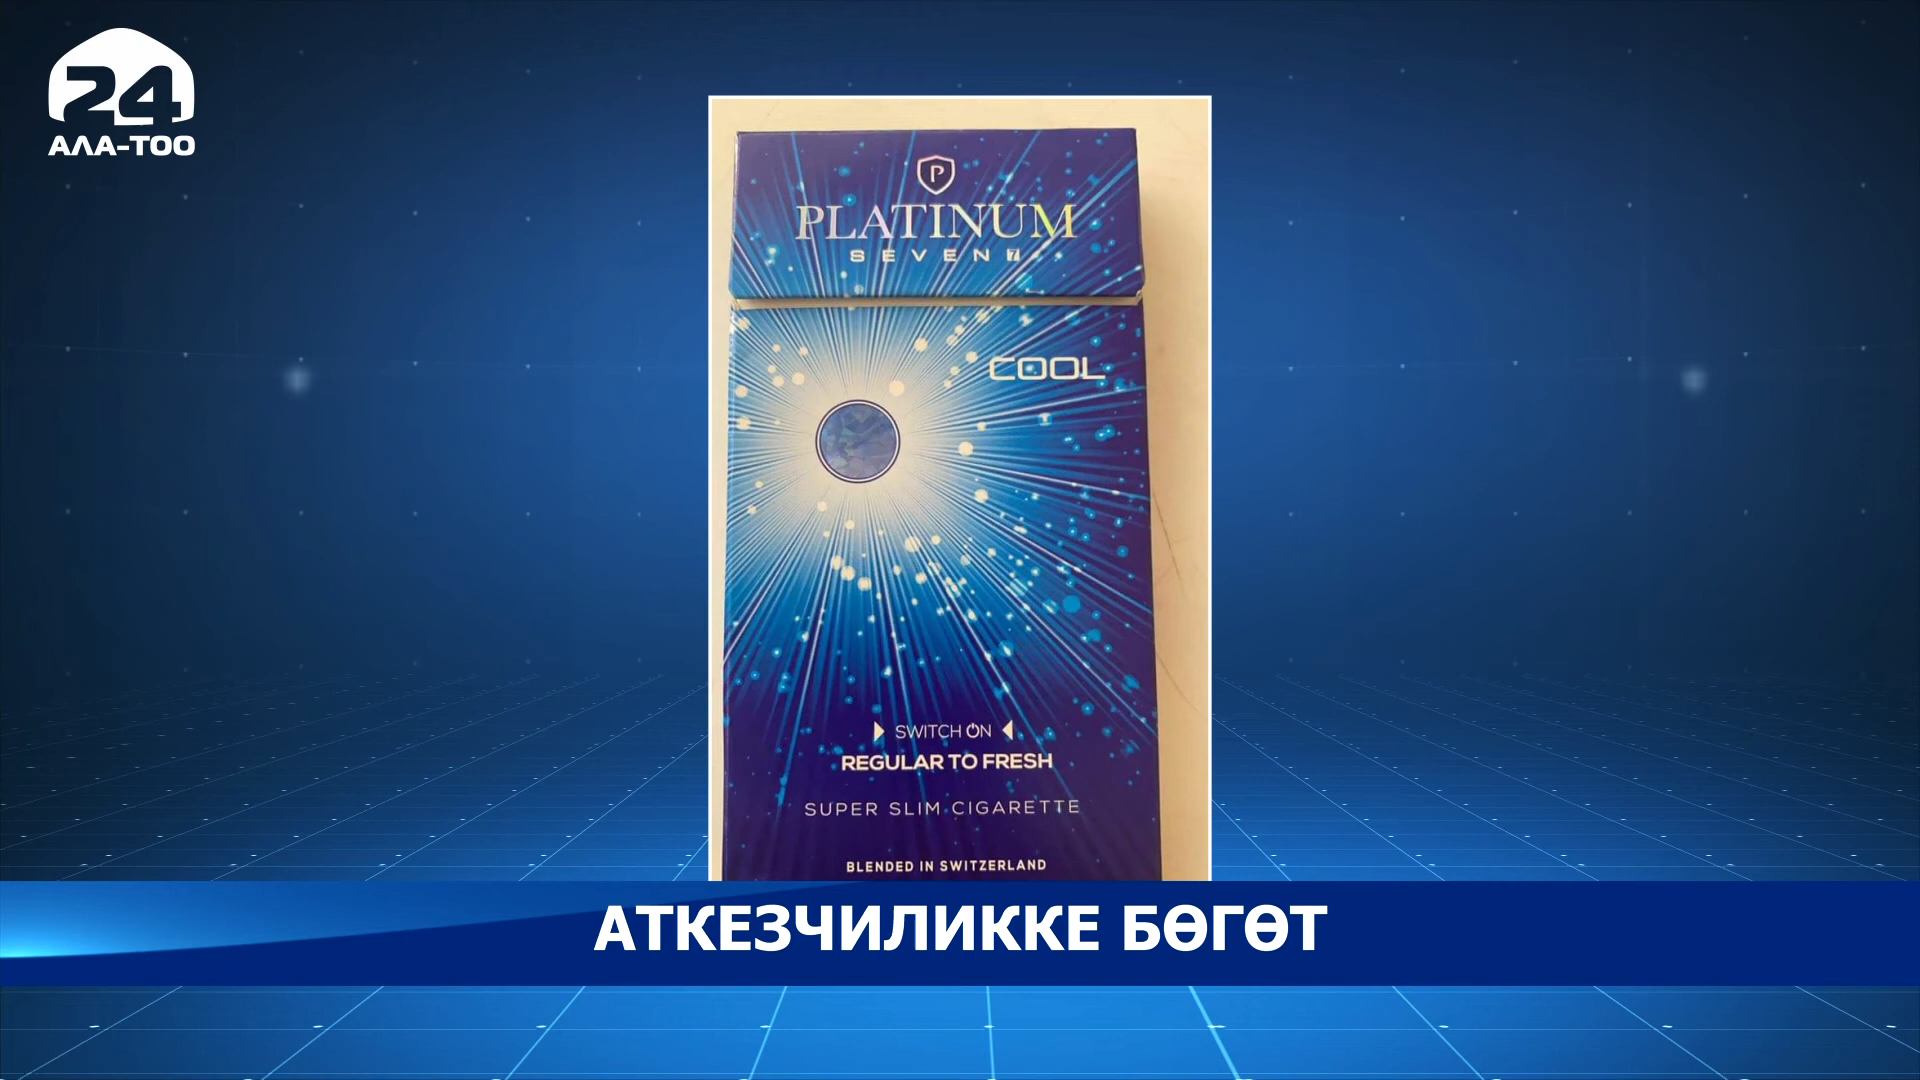 24
АЛА-ТОО
P
PLATINUM
SEVEN 7
COOL
SWITCH ON
REGULAR TO FRESH
SUPER SLIM CIGARETTE
BLENDED IN SWITZERLAND
АТКЕЗЧИЛИККЕ БӨГӨТ